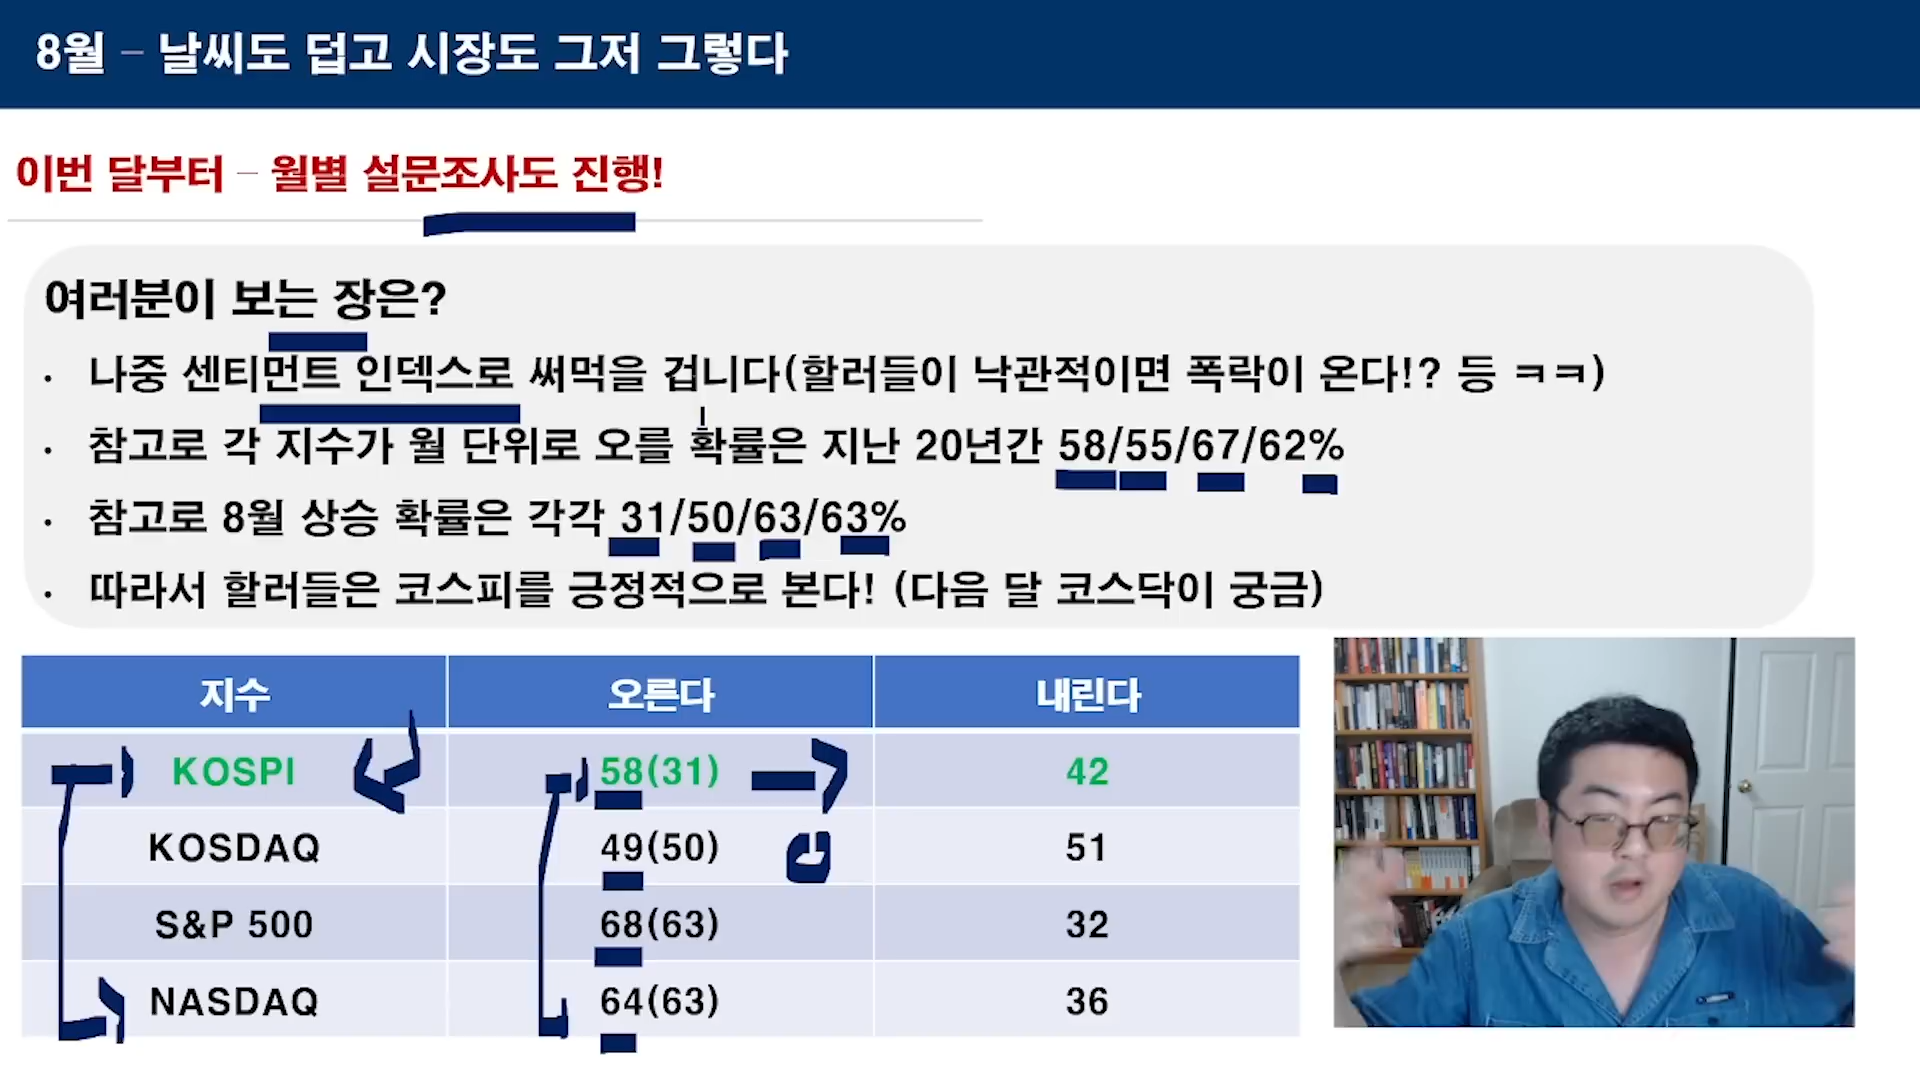 8월 – 날씨도 덥고 시장도 그저 그렇다
이번 달부터 – 월별 설문조사도 진행!
여러분이 보는 장은?
· 나중 센티먼트 인덱스로 써먹을 겁니다(할러들이 낙관적이면 폭락이 온다!? 등 ㅋㅋ)
· 참고로 각 지수가 월 단위로 오를 확률은 지난 20년간 58/55/67/62%
· 참고로 8월 상승 확률은 각각 31/50/63/63%
· 따라서 할러들은 코스피를 긍정적으로 본다! (다음 달 코스닥이 궁금)
지수 오른다 내린다
KOSPI 58(31) 42
KOSDAQ 49(50) 51
S&P 500 68(63) 32
NASDAQ 64(63) 36